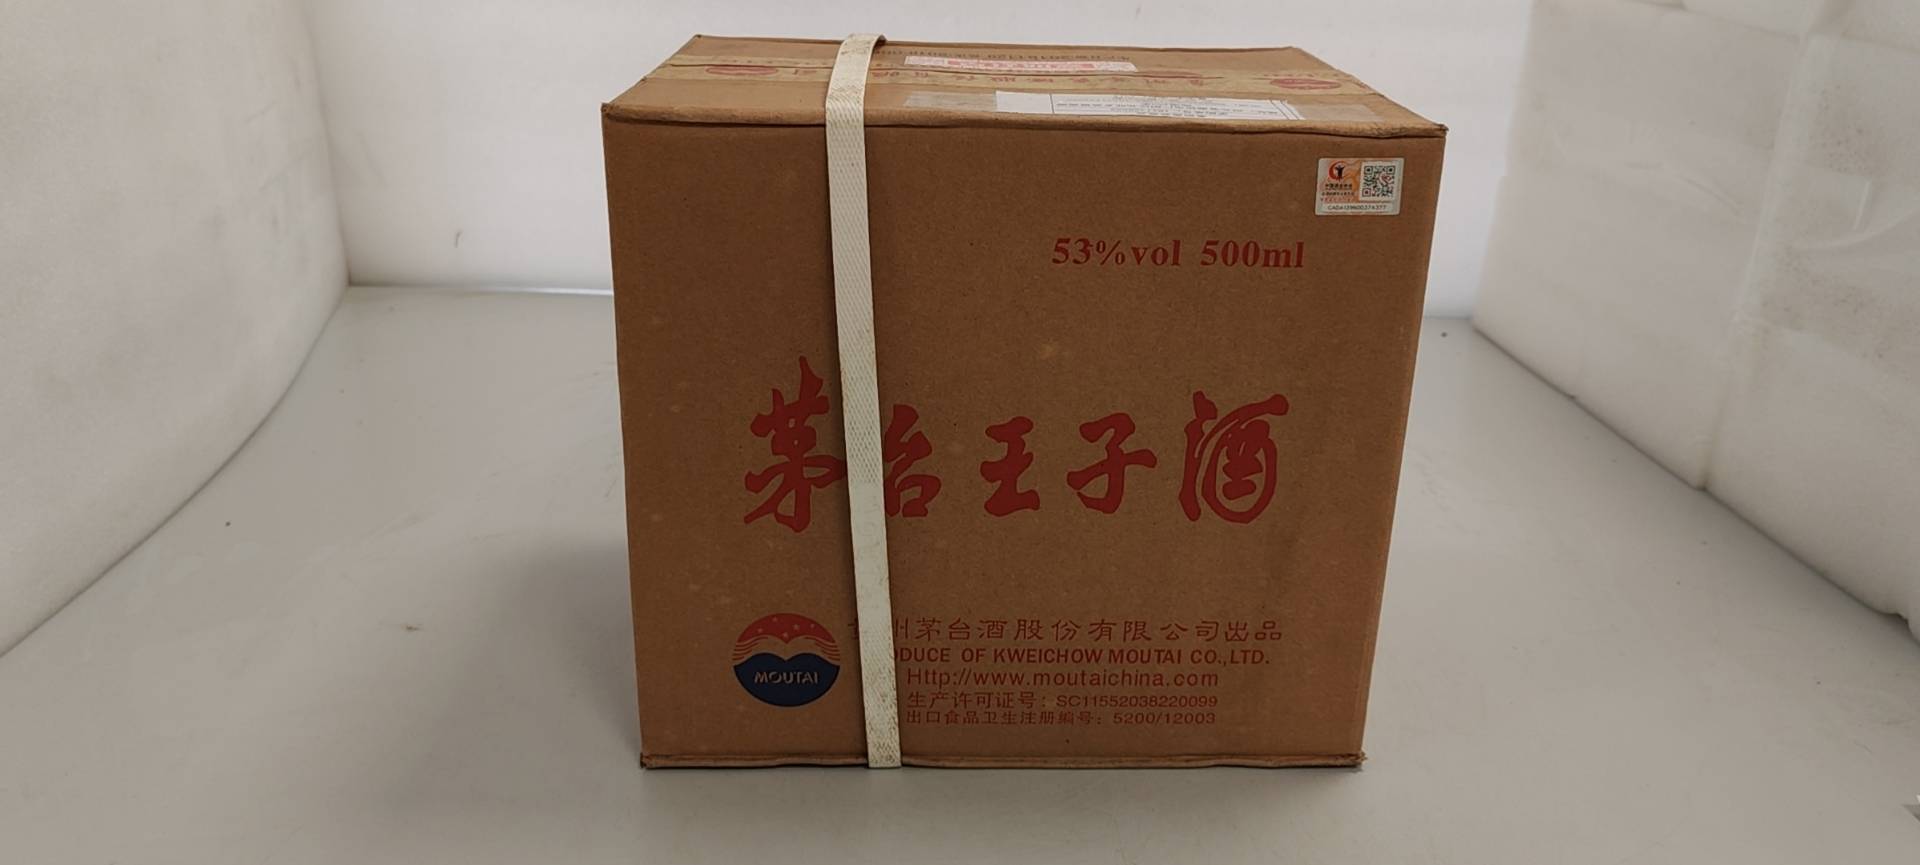 CADA139600374377
53%vol 500ml
茅台王子酒
州茅台酒股份有限公司出品
DUCE OF KWEICHOW MOUTAI CO.,LTD.
MOUTAI
Http://www.moutaichina.com
生产许可证号：SC11552038220099
出口食品卫生注册编号：5200/12003